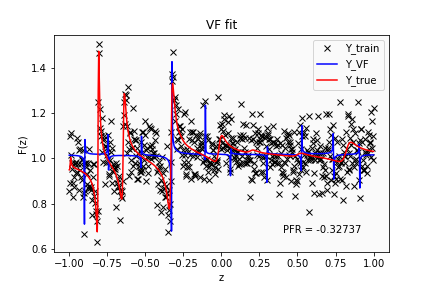 VF fit
Y_train
Y_VF
Y_true
F(z)
1.4
1.2
1.0
0.8
0.6
PFR = -0.32737
−1.00 −0.75 −0.50 −0.25 0.00 0.25 0.50 0.75 1.00
z